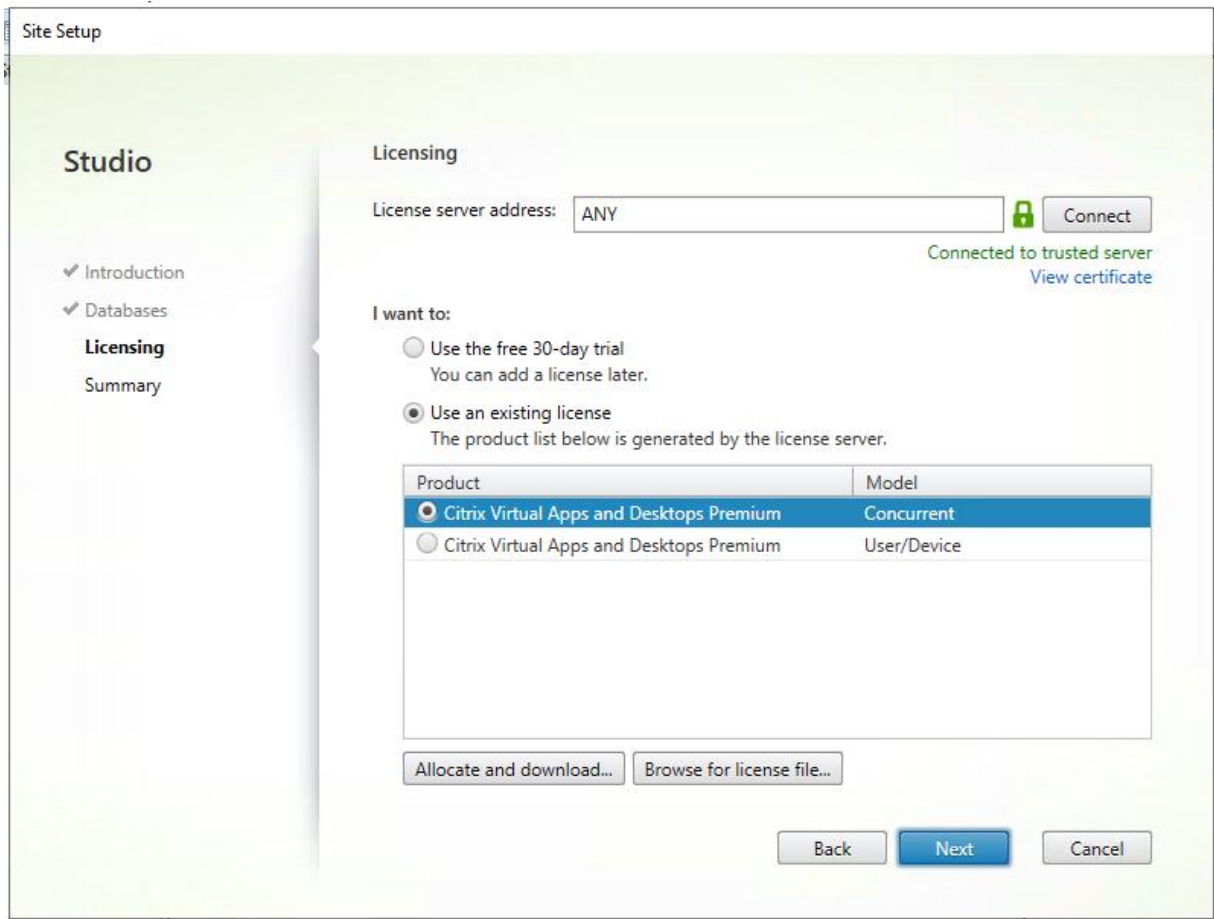 Site Setup
Studio
Introduction
Databases
Licensing
Summary
Licensing
License server address: ANY Connect
Connected to trusted server
View certificate
I want to:
Use the free 30-day trial
You can add a license later.
Use an existing license
The product list below is generated by the license server.
Product Model
Citrix Virtual Apps and Desktops Premium Concurrent
Citrix Virtual Apps and Desktops Premium User/Device
Allocate and download... Browse for license file...
Back Next Cancel